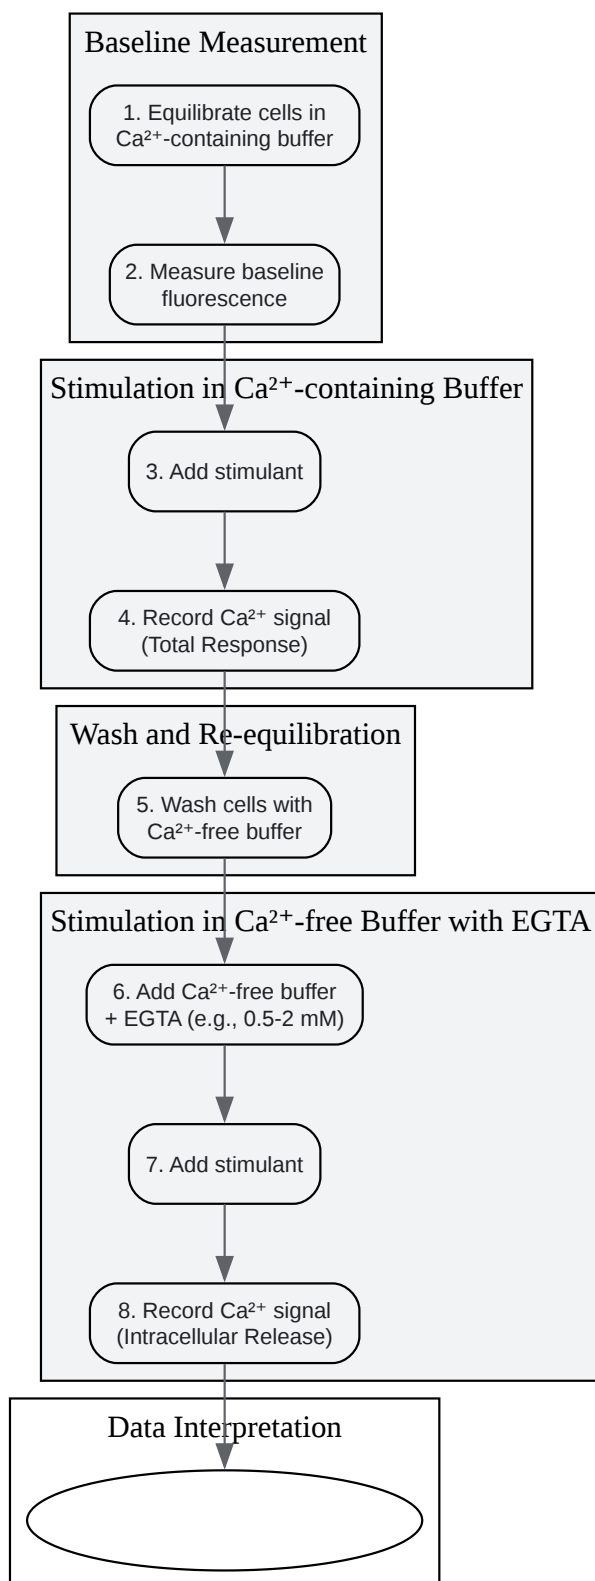 Baseline Measurement
1. Equilibrate cells in
Ca²⁺-containing buffer
2. Measure baseline
fluorescence
Stimulation in Ca²⁺-containing Buffer
3. Add stimulant
4. Record Ca²⁺ signal
(Total Response)
Wash and Re-equilibration
5. Wash cells with
Ca²⁺-free buffer
Stimulation in Ca²⁺-free Buffer with EGTA
6. Add Ca²⁺-free buffer
+ EGTA (e.g., 0.5-2 mM)
7. Add stimulant
8. Record Ca²⁺ signal
(Intracellular Release)
Data Interpretation